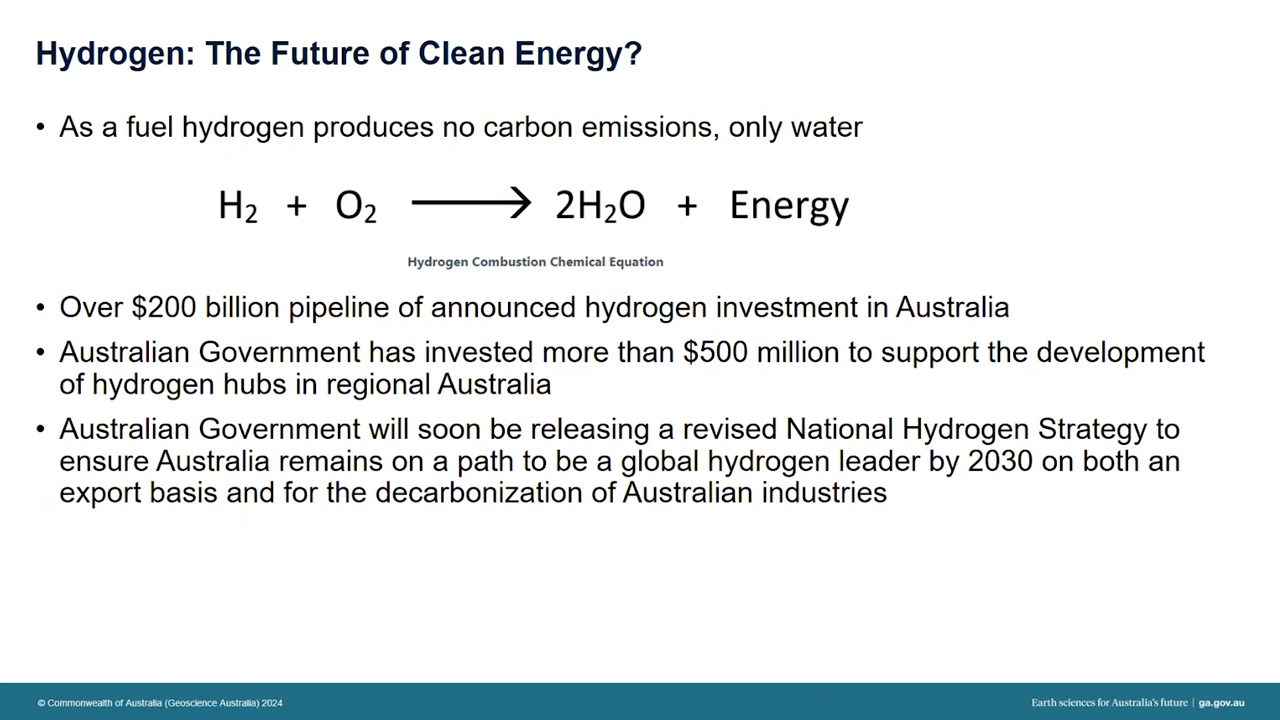 Hydrogen: The Future of Clean Energy?
• As a fuel hydrogen produces no carbon emissions, only water
H₂ + O₂ ⟶ 2H₂O + Energy
Hydrogen Combustion Chemical Equation
• Over $200 billion pipeline of announced hydrogen investment in Australia
• Australian Government has invested more than $500 million to support the development
of hydrogen hubs in regional Australia
• Australian Government will soon be releasing a revised National Hydrogen Strategy to
ensure Australia remains on a path to be a global hydrogen leader by 2030 on both an
export basis and for the decarbonization of Australian industries
© Commonwealth of Australia (Geoscience Australia) 2024
Earth sciences for Australia's future | ga.gov.au